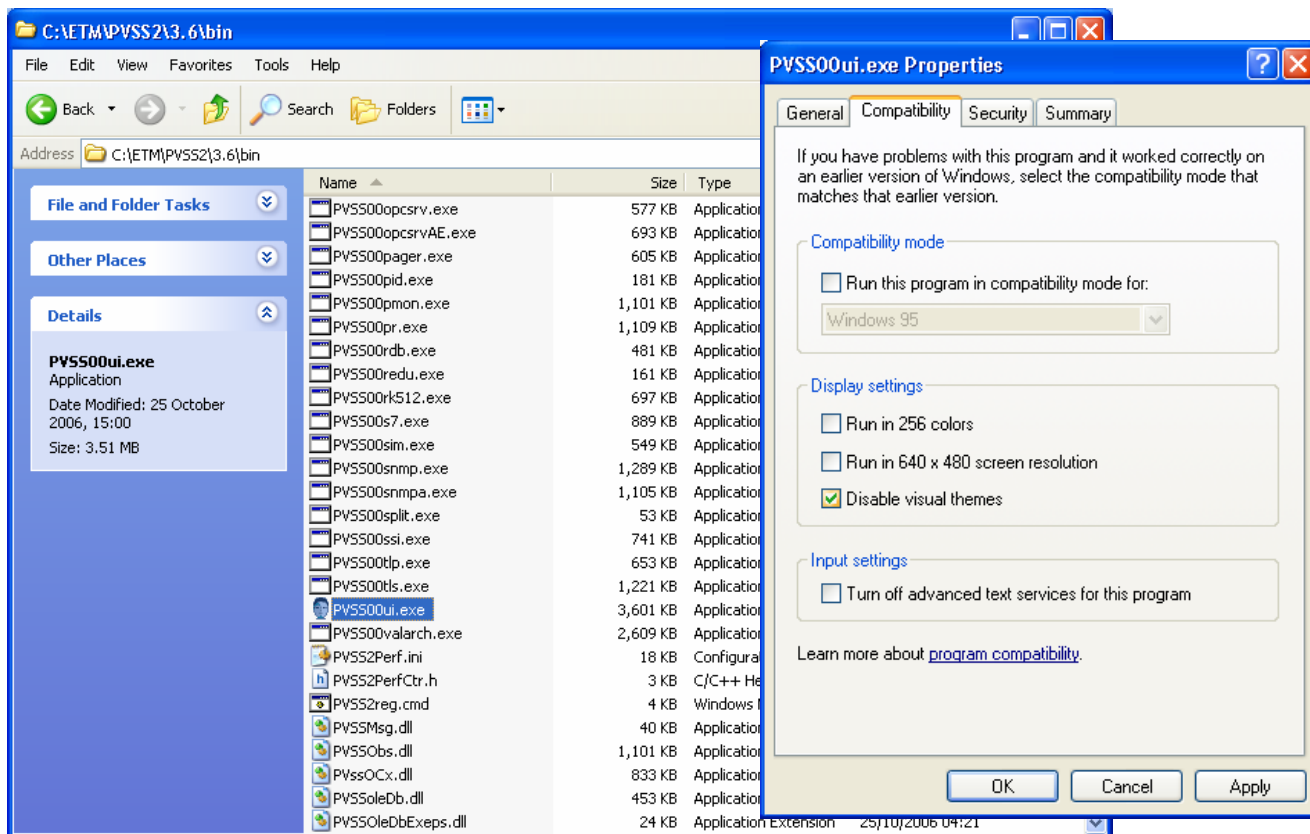 C:\ETM\PVSS2\3.6\bin
File Edit View Favorites Tools Help
Back Search Folders
Address C:\ETM\PVSS2\3.6\bin
File and Folder Tasks
Other Places
Details
PVSS00ui.exe
Application
Date Modified: 25 October
2006, 15:00
Size: 3.51 MB
Name Size Type
PVSS00opcsrv.exe 577 KB Application
PVSS00opcsrvAE.exe 693 KB Application
PVSS00pager.exe 605 KB Application
PVSS00pid.exe 181 KB Application
PVSS00pmon.exe 1,101 KB Application
PVSS00pr.exe 1,109 KB Application
PVSS00rdb.exe 481 KB Application
PVSS00redu.exe 161 KB Application
PVSS00rk512.exe 697 KB Application
PVSS00s7.exe 889 KB Application
PVSS00sim.exe 549 KB Application
PVSS00snmp.exe 1,289 KB Application
PVSS00snmpa.exe 1,105 KB Application
PVSS00split.exe 53 KB Application
PVSS00ssi.exe 741 KB Application
PVSS00tlp.exe 653 KB Application
PVSS00tls.exe 1,221 KB Application
PVSS00ui.exe 3,601 KB Application
PVSS00valarch.exe 2,609 KB Application
PVSS2Perf.ini 18 KB Configura
PVSS2PerfCtr.h 3 KB C/C++ He
PVSS2reg.cmd 4 KB Windows
PVSSMsg.dll 40 KB Application
PVSSObs.dll 1,101 KB Application
PVssOCx.dll 833 KB Application
PVSSoleDb.dll 453 KB Application
PVSSOleDbExeps.dll 24 KB Application Extension 25/10/2006 04:21
PVSS00ui.exe Properties
General Compatibility Security Summary
If you have problems with this program and it worked correctly on
an earlier version of Windows, select the compatibility mode that
matches that earlier version.
Compatibility mode
Run this program in compatibility mode for:
Windows 95
Display settings
Run in 256 colors
Run in 640 x 480 screen resolution
Disable visual themes
Input settings
Turn off advanced text services for this program
Learn more about program compatibility.
OK Cancel Apply